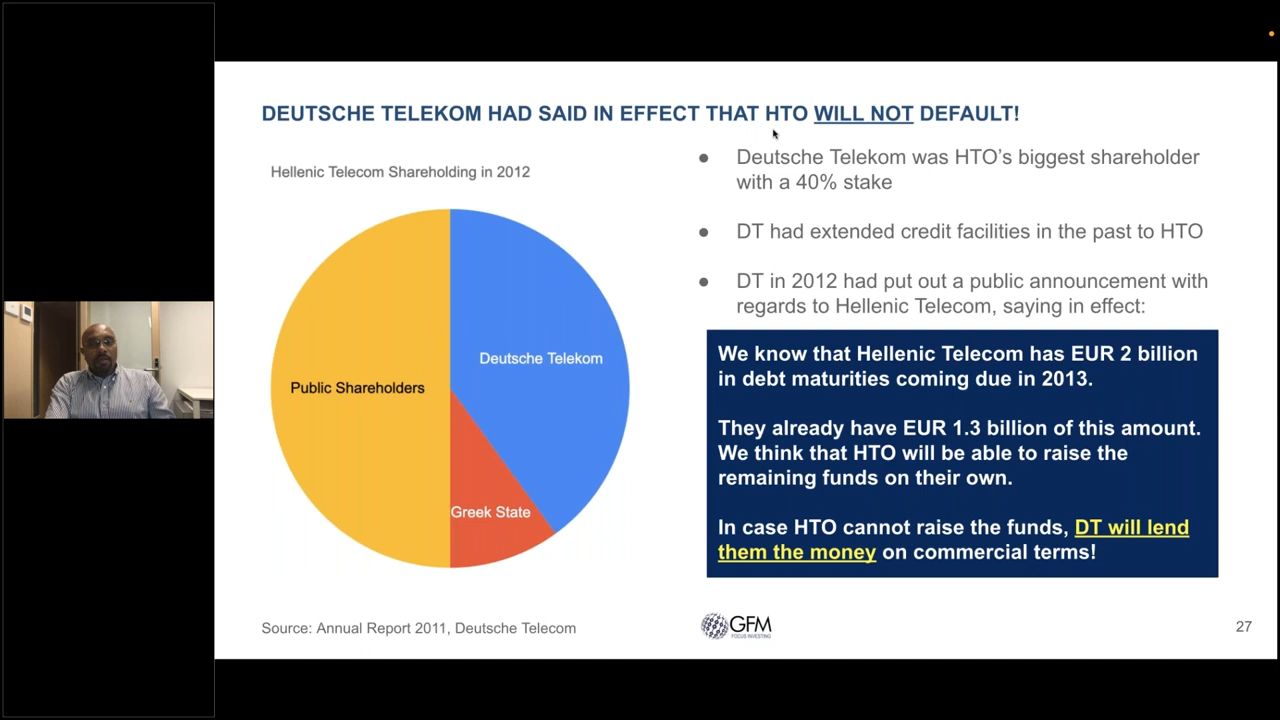 DEUTSCHE TELEKOM HAD SAID IN EFFECT THAT HTO WILL NOT DEFAULT!
Hellenic Telecom Shareholding in 2012
Deutsche Telekom
Public Shareholders
Greek State
● Deutsche Telekom was HTO’s biggest shareholder
with a 40% stake
● DT had extended credit facilities in the past to HTO
● DT in 2012 had put out a public announcement with
regards to Hellenic Telecom, saying in effect:
We know that Hellenic Telecom has EUR 2 billion
in debt maturities coming due in 2013.
They already have EUR 1.3 billion of this amount.
We think that HTO will be able to raise the
remaining funds on their own.
In case HTO cannot raise the funds, DT will lend
them the money on commercial terms!
Source: Annual Report 2011, Deutsche Telecom
GFM
FOCUS INVESTING
27